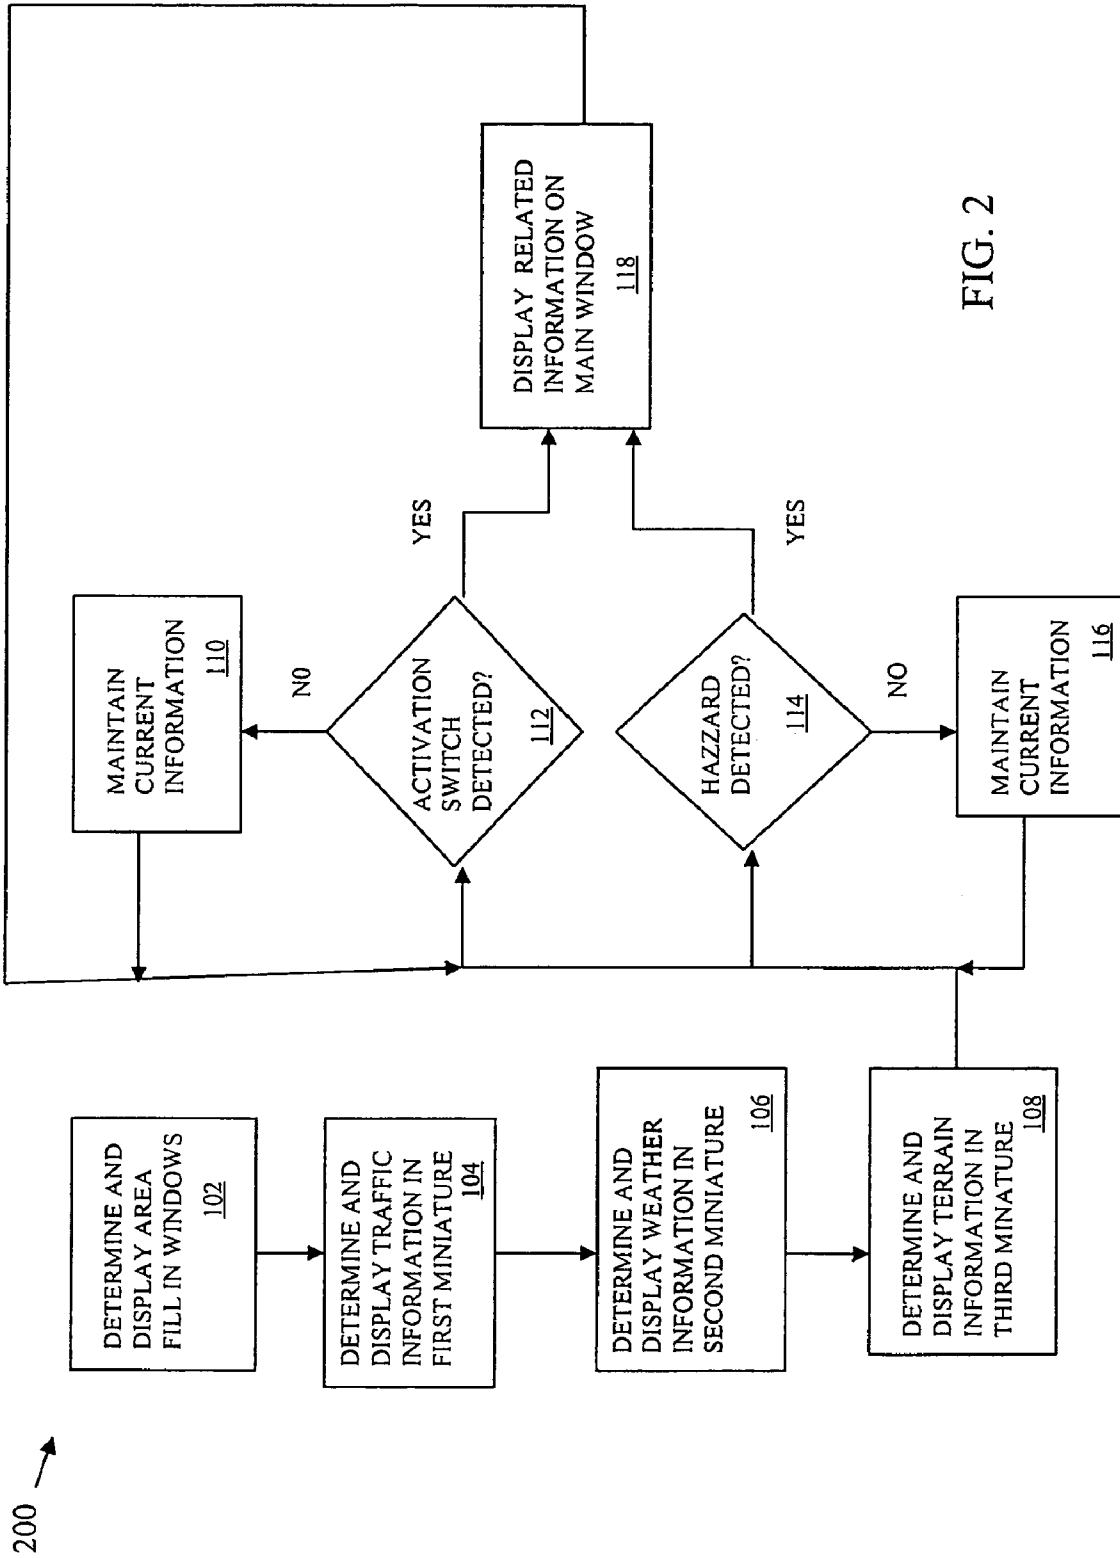 200
DETERMINE AND
DISPLAY AREA
FILL IN WINDOWS
102
DETERMINE AND
DISPLAY TRAFFIC
INFORMATION IN
FIRST MINIATURE
104
DETERMINE AND
DISPLAY WEATHER
INFORMATION IN
SECOND MINIATURE
106
DETERMINE AND
DISPLAY TERRAIN
INFORMATION IN
THIRD MINATURE
108
MAINTAIN
CURRENT
INFORMATION
110
N0
ACTIVATION
SWITCH
DETECTED?
112
YES
HAZZARD
DETECTED?
114
YES
NO
MAINTAIN
CURRENT
INFORMATION
116
DISPLAY RELATED
INFORMATION ON
MAIN WINDOW
118
FIG. 2